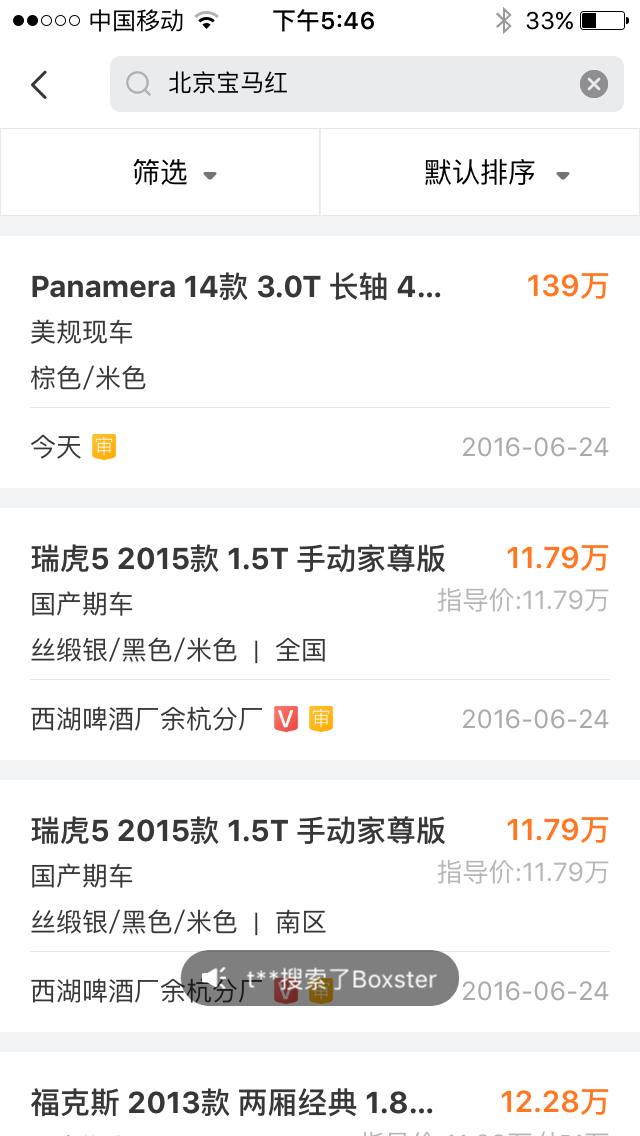 中国移动 下午5:46 33%
北京宝马红
筛选 默认排序
Panamera 14款 3.0T 长轴 4... 139万
美规现车
棕色/米色
今天 审 2016-06-24
瑞虎5 2015款 1.5T 手动家尊版 11.79万
国产期车 指导价:11.79万
丝缎银/黑色/米色 | 全国
西湖啤酒厂余杭分厂 V 审 2016-06-24
瑞虎5 2015款 1.5T 手动家尊版 11.79万
国产期车 指导价:11.79万
丝缎银/黑色/米色 | 南区
西湖啤酒厂余杭分厂 V 审 2016-06-24
t**搜索了Boxster
福克斯 2013款 两厢经典 1.8... 12.28万